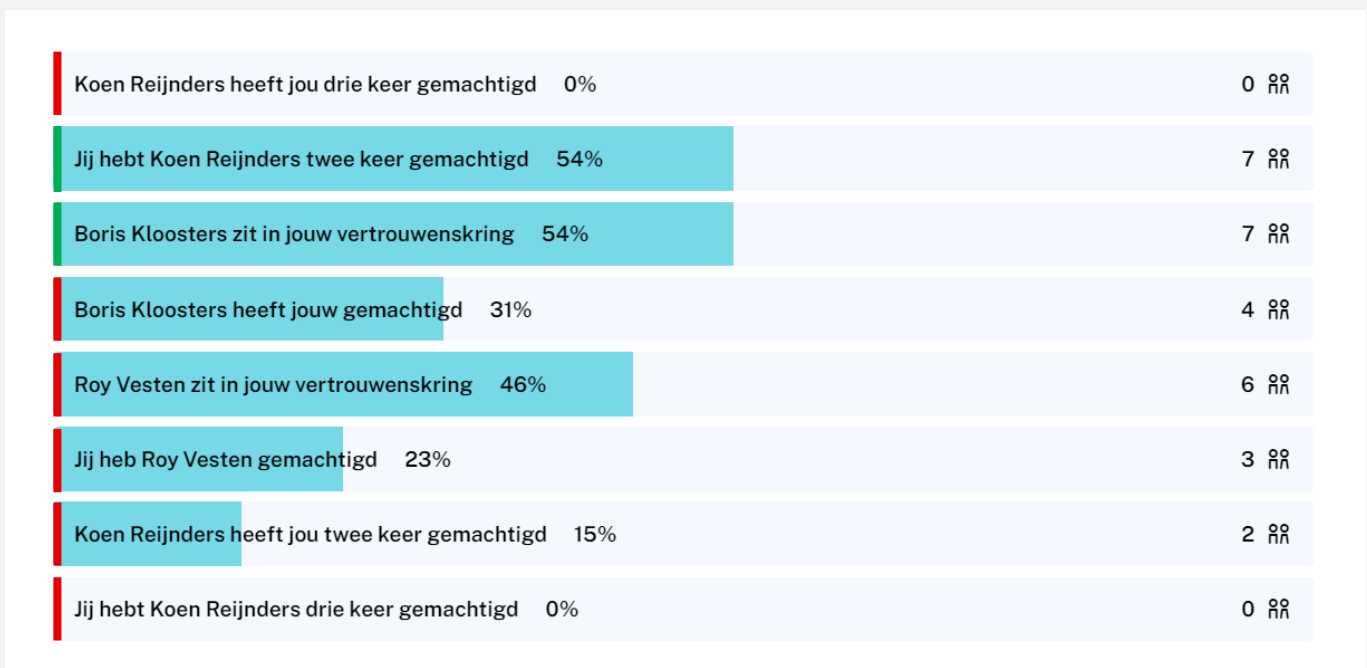 Koen Reijnders heeft jou drie keer gemachtigd 0% 0
Jij hebt Koen Reijnders twee keer gemachtigd 54% 7
Boris Kloosters zit in jouw vertrouwenskring 54% 7
Boris Kloosters heeft jouw gemachtigd 31% 4
Roy Vesten zit in jouw vertrouwenskring 46% 6
Jij heb Roy Vesten gemachtigd 23% 3
Koen Reijnders heeft jou twee keer gemachtigd 15% 2
Jij hebt Koen Reijnders drie keer gemachtigd 0% 0